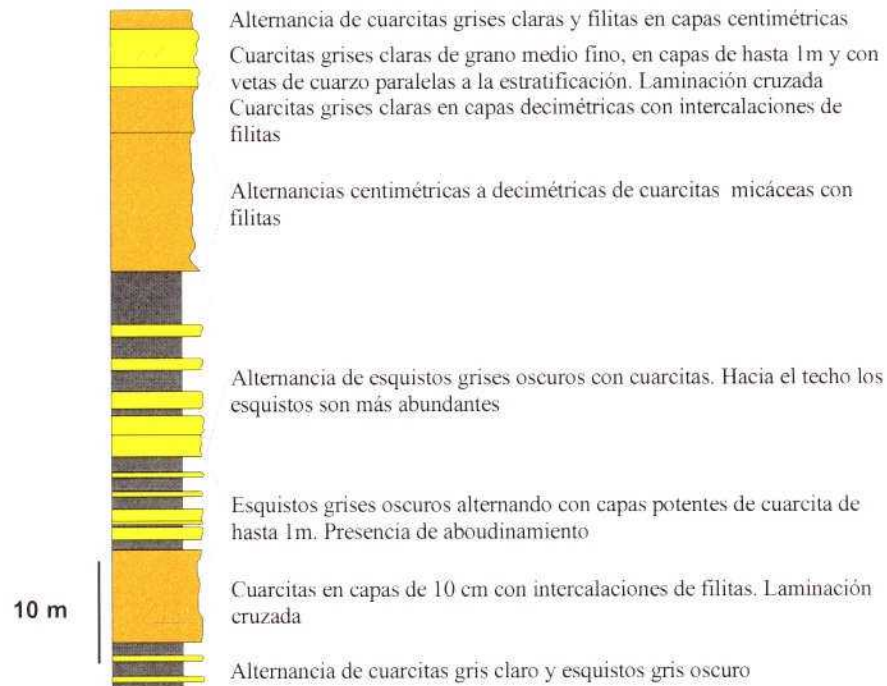 Alternancia de cuarcitas grises claras y filitas en capas centimétricas
Cuarcitas grises claras de grano medio fino, en capas de hasta 1m y con
vetas de cuarzo paralelas a la estratificación. Laminación cruzada
Cuarcitas grises claras en capas decimétricas con intercalaciones de
filitas
Alternancias centimétricas a decimétricas de cuarcitas micáceas con
filitas
Alternancia de esquistos grises oscuros con cuarcitas. Hacia el techo los
esquistos son más abundantes
Esquistos grises oscuros alternando con capas potentes de cuarcita de
hasta 1m. Presencia de aboudinamiento
10 m
Cuarcitas en capas de 10 cm con intercalaciones de filitas. Laminación
cruzada
Alternancia de cuarcitas gris claro y esquistos gris oscuro